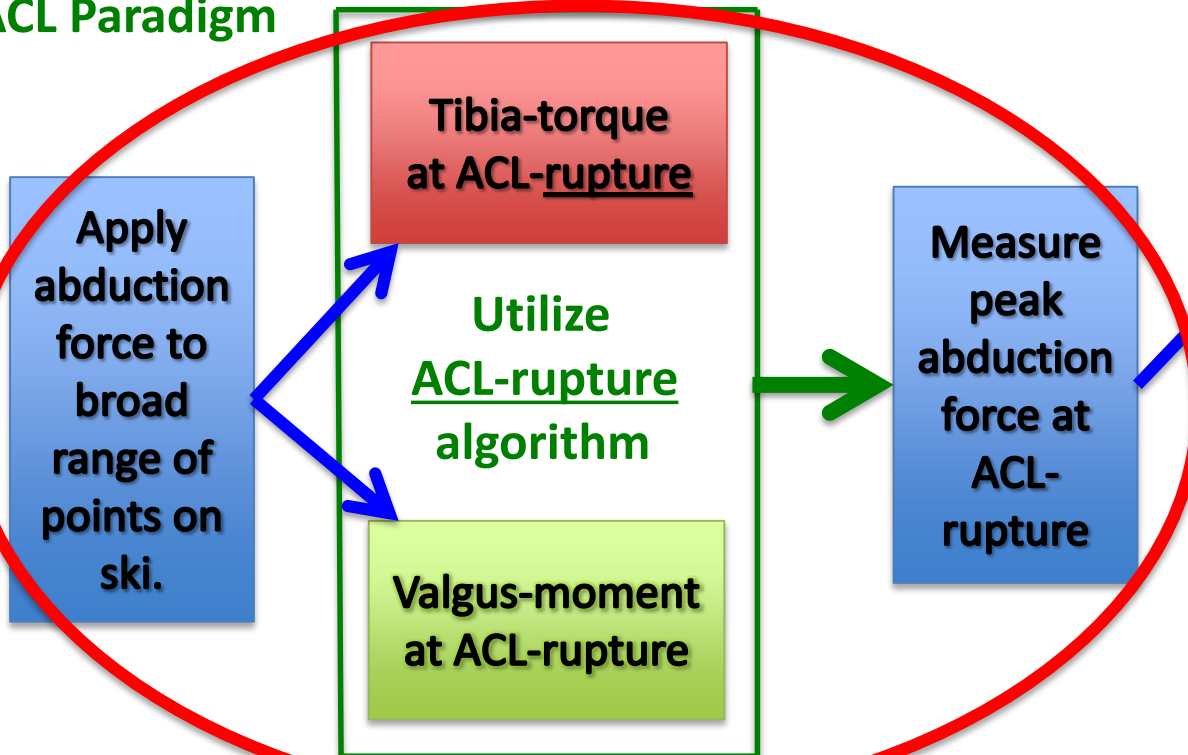 ACL Paradigm
Apply
abduction
force to
broad
range of
points on
ski.
Tibia-torque
at ACL-rupture
Utilize
ACL-rupture
algorithm
Valgus-moment
at ACL-rupture
Measure
peak
abduction
force at
ACL-
rupture